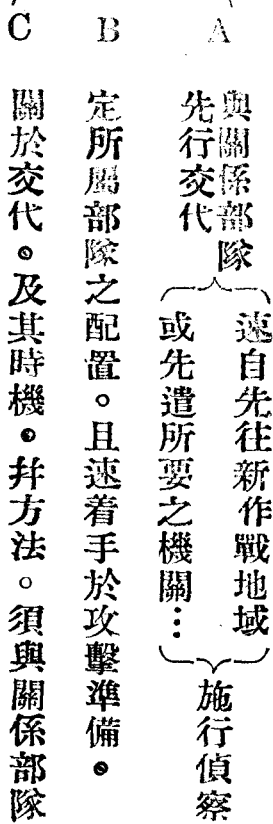 A
與關係部隊
先行交代
速自先往新作戰地域
或先遣所要之機關…
施行偵察
B 定所屬部隊之配置。且速着手於攻擊準備。
C 關於交代。及其時機。幷方法。須與關係部隊